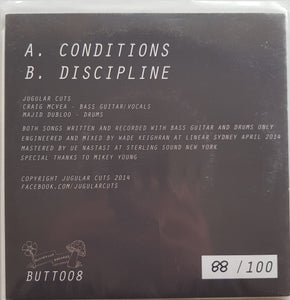 A. CONDITIONS
B. DISCIPLINE
JUGULAR CUTS
CRAIG MCVEA - BASS GUITAR/VOCALS
MAJID DUBLOO - DRUMS
BOTH SONGS WRITTEN AND RECORDED WITH BASS GUITAR AND DRUMS ONLY
ENGINEERED AND MIXED BY WADE KEIGHRAN AT LINEAR SYDNEY APRIL 2014
MASTERED BY UE NASTASI AT STERLING SOUND NEW YORK
SPECIAL THANKS TO MIKEY YOUNG
COPYRIGHT JUGULAR CUTS 2014
FACEBOOK.COM/JUGULARCUTS
88 / 100
BUTT008